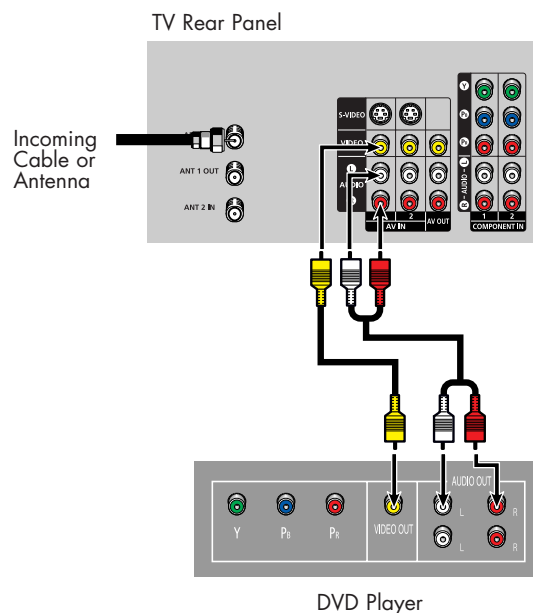 TV Rear Panel
Incoming
Cable or
Antenna
ANT 1 OUT
ANT 2 IN
S-VIDEO
VIDEO
L
AUDIO
2
AV IN
AV OUT
Y
PB
PR
R - AUDIO - L
1 2
COMPONENT IN
AUDIO OUT
Y PB PR
VIDEO OUT
L R
L R
DVD Player